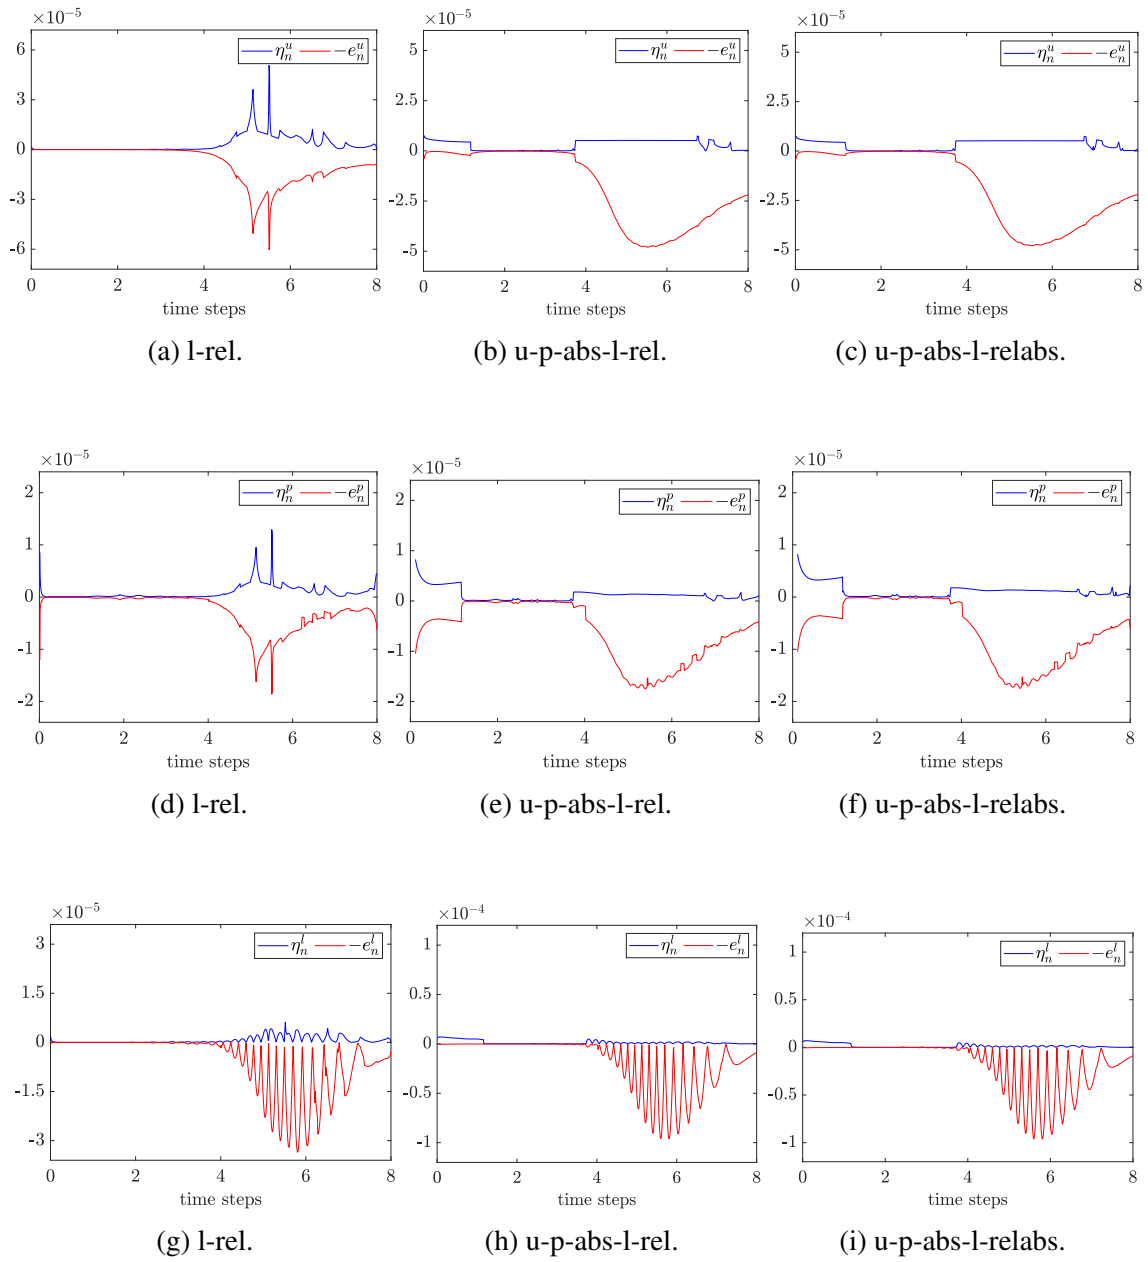 ×10⁻⁵ ×10⁻⁵ ×10⁻⁵
6 3 0 -3 -6
ηₙᵘ −eₙᵘ
0 2 4 6 8
time steps
5 2.5 0 -2.5 -5
ηₙᵘ −eₙᵘ
0 2 4 6 8
time steps
5 2.5 0 -2.5 -5
ηₙᵘ −eₙᵘ
0 2 4 6 8
time steps
(a) l-rel. (b) u-p-abs-l-rel. (c) u-p-abs-l-relabs.
×10⁻⁵ ×10⁻⁵ ×10⁻⁵
2 1 0 -1 -2
ηₙᵖ −eₙᵖ
0 2 4 6 8
time steps
2 1 0 -1 -2
ηₙᵖ −eₙᵖ
0 2 4 6 8
time steps
2 1 0 -1 -2
ηₙᵖ −eₙᵖ
0 2 4 6 8
time steps
(d) l-rel. (e) u-p-abs-l-rel. (f) u-p-abs-l-relabs.
×10⁻⁵ ×10⁻⁴ ×10⁻⁴
3 1.5 0 -1.5 -3
ηₙˡ −eₙˡ
0 2 4 6 8
time steps
1 0.5 0 -0.5 -1
ηₙˡ −eₙˡ
0 2 4 6 8
time steps
1 0.5 0 -0.5 -1
ηₙˡ −eₙˡ
0 2 4 6 8
time steps
(g) l-rel. (h) u-p-abs-l-rel. (i) u-p-abs-l-relabs.